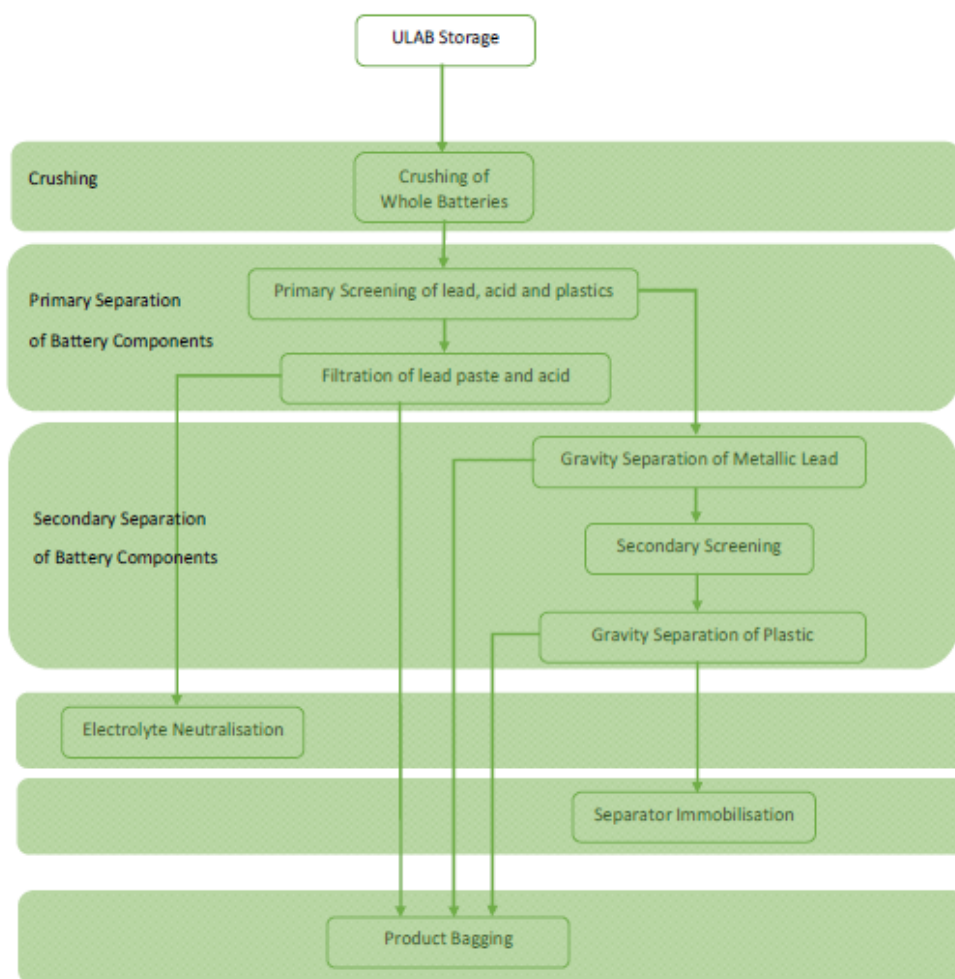 ULAB Storage
Crushing
Crushing of
Whole Batteries
Primary Screening of lead, acid and plastics
Primary Separation
of Battery Components
Filtration of lead paste and acid
Gravity Separation of Metallic Lead
Secondary Separation
of Battery Components
Secondary Screening
Gravity Separation of Plastic
Electrolyte Neutralisation
Separator Immobilisation
Product Bagging